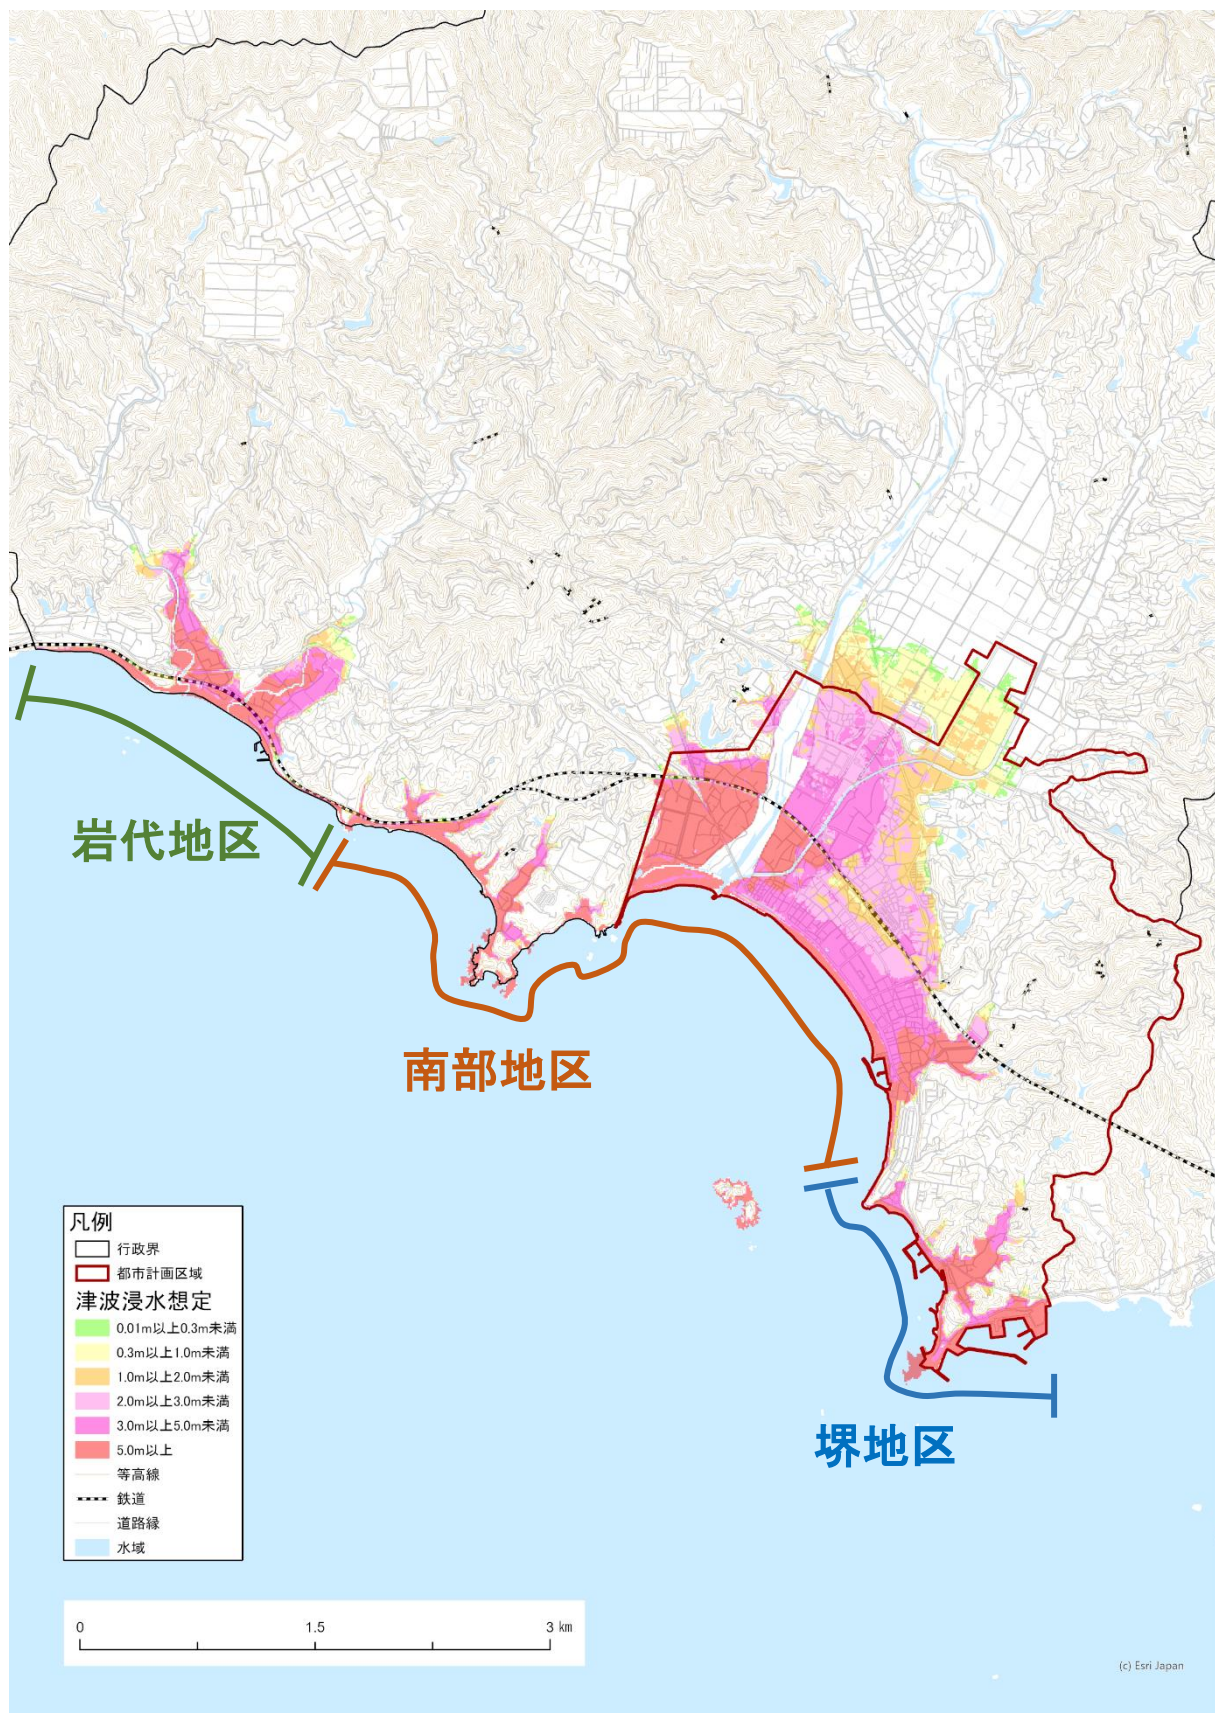 岩代地区
南部地区
堺地区
凡例
行政界
都市計画区域
津波浸水想定
0.01m以上0.3m未満
0.3m以上1.0m未満
1.0m以上2.0m未満
2.0m以上3.0m未満
3.0m以上5.0m未満
5.0m以上
等高線
鉄道
道路縁
水域
0 1.5 3 km
(c) Esri Japan